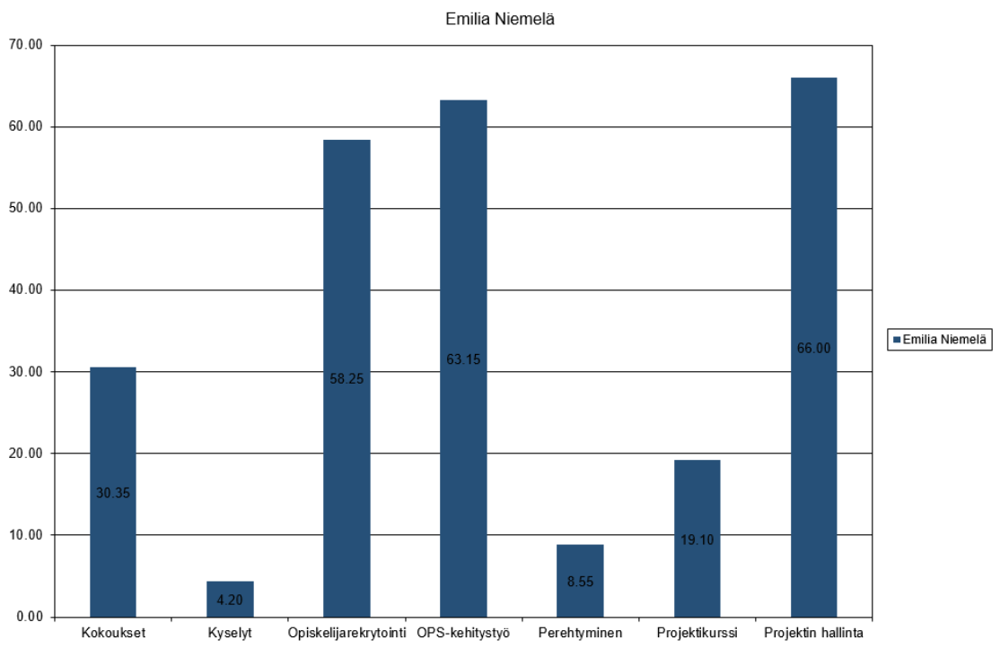 Emilia Niemelä
70.00
60.00
50.00
40.00
30.00
20.00
10.00
0.00
30.35
4.20
58.25
63.15
8.55
19.10
66.00
Kokoukset
Kyselyt
Opiskelijarekrytointi
OPS-kehitystyö
Perehtyminen
Projektikurssi
Projektin hallinta
Emilia Niemelä